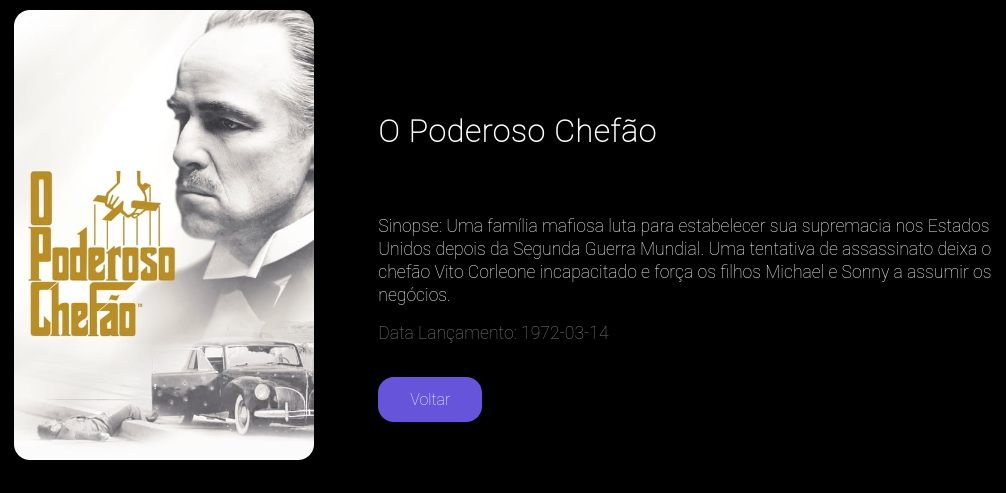 O
Poderoso
Chefão
O Poderoso Chefão
Sinopse: Uma família mafiosa luta para estabelecer sua supremacia nos Estados
Unidos depois da Segunda Guerra Mundial. Uma tentativa de assassinato deixa o
chefão Vito Corleone incapacitado e força os filhos Michael e Sonny a assumir os
negócios.
Data Lançamento: 1972-03-14
Voltar